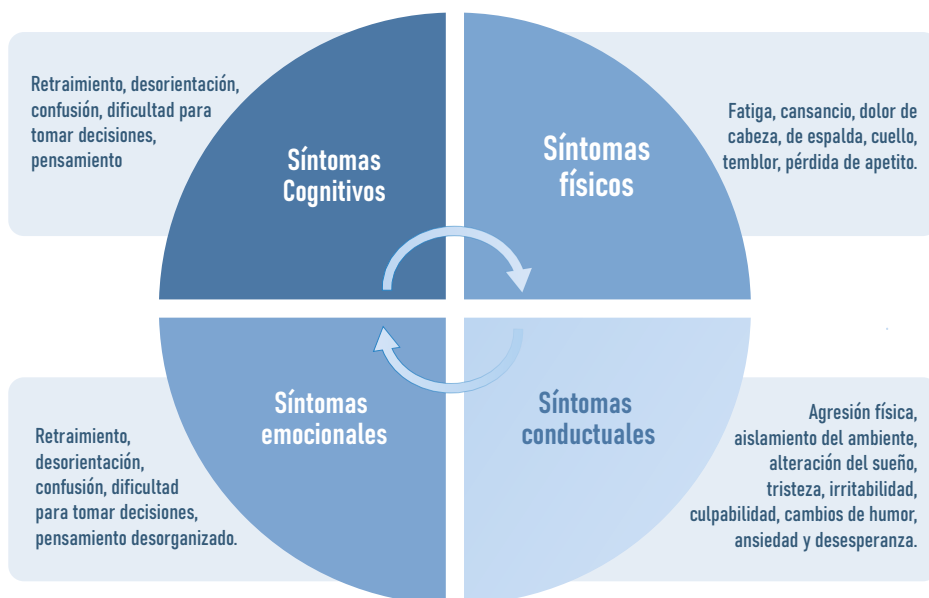 Retraimiento, desorientación,
confusión, dificultad para
tomar decisiones,
pensamiento
Síntomas
Cognitivos
Síntomas
físicos
Fatiga, cansancio, dolor de
cabeza, de espalda, cuello,
temblor, pérdida de apetito.
Retraimiento,
desorientación,
confusión, dificultad
para tomar decisiones,
pensamiento desorganizado.
Síntomas
emocionales
Síntomas
conductuales
Agresión física,
aislamiento del ambiente,
alteración del sueño,
tristeza, irritabilidad,
culpabilidad, cambios de humor,
ansiedad y desesperanza.